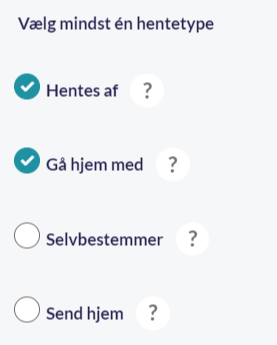 Vælg mindst én hentetype
Hentes af ?
Gå hjem med ?
Selvbestemmer ?
Send hjem ?